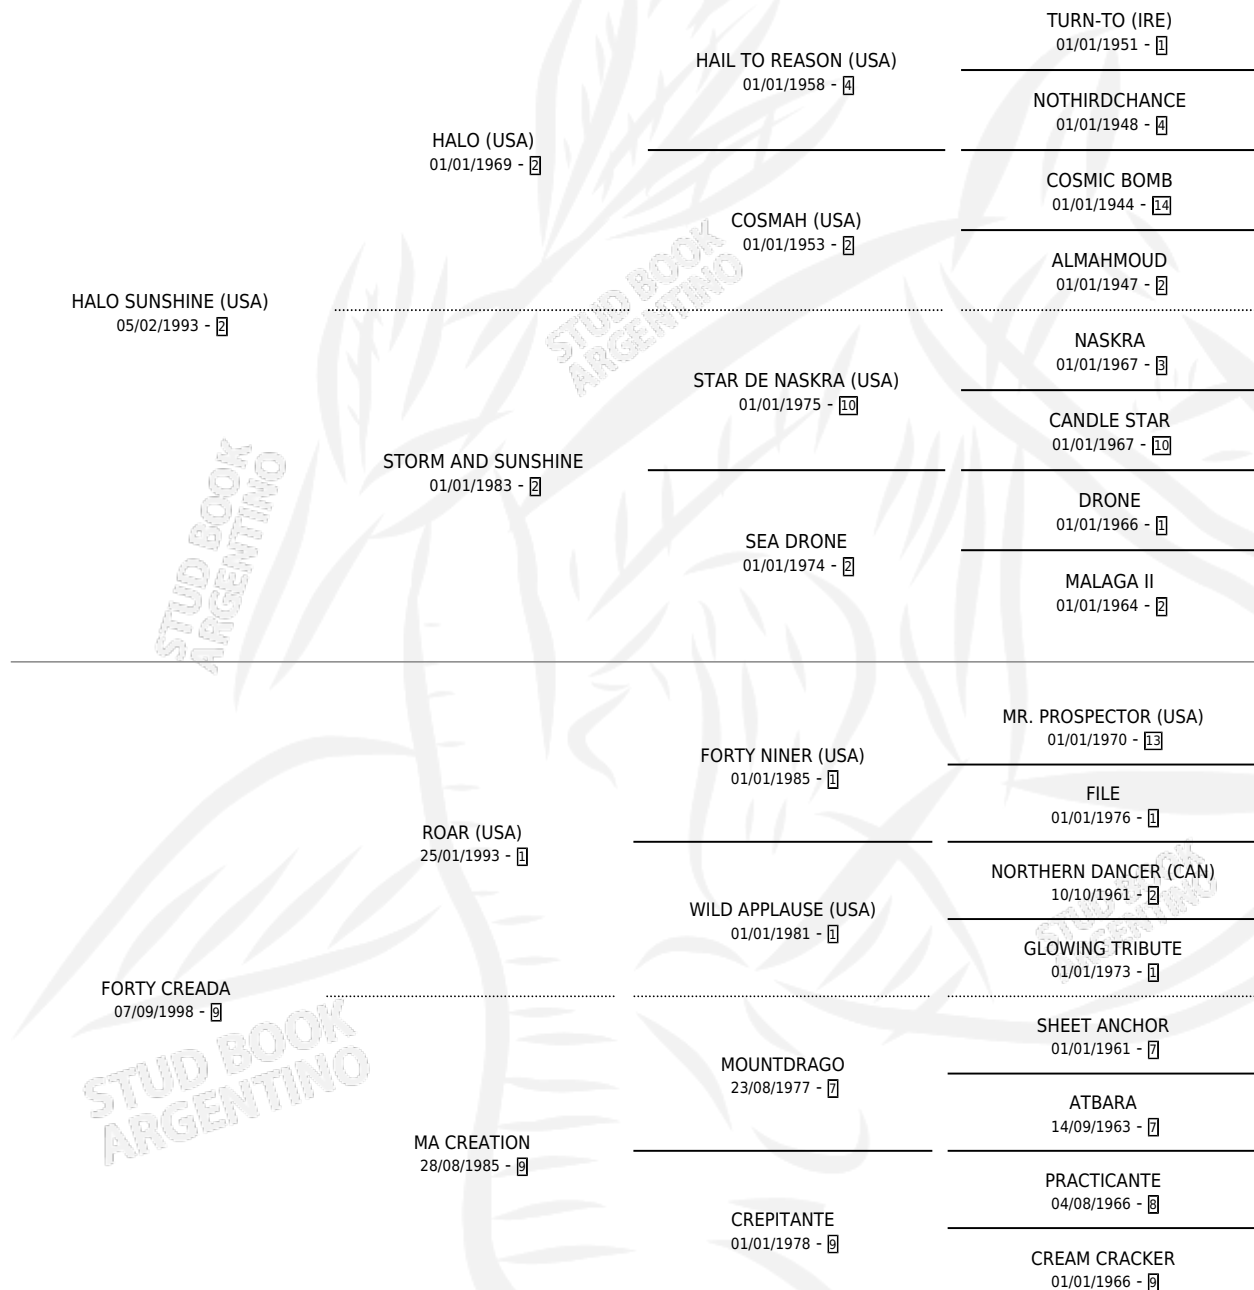 TURN-TO (IRE)
01/01/1951 - 1
HAIL TO REASON (USA)
01/01/1958 - 4
NOTHIRDCHANCE
01/01/1948 - 4
HALO (USA)
01/01/1969 - 2
COSMIC BOMB
01/01/1944 - 14
COSMAH (USA)
01/01/1953 - 2
ALMAHMOUD
01/01/1947 - 2
HALO SUNSHINE (USA)
05/02/1993 - 2
NASKRA
01/01/1967 - 3
STAR DE NASKRA (USA)
01/01/1975 - 10
CANDLE STAR
01/01/1967 - 10
STORM AND SUNSHINE
01/01/1983 - 2
DRONE
01/01/1966 - 1
SEA DRONE
01/01/1974 - 2
MALAGA II
01/01/1964 - 2
MR. PROSPECTOR (USA)
01/01/1970 - 13
FORTY NINER (USA)
01/01/1985 - 1
FILE
01/01/1976 - 1
ROAR (USA)
25/01/1993 - 1
NORTHERN DANCER (CAN)
10/10/1961 - 2
WILD APPLAUSE (USA)
01/01/1981 - 1
GLOWING TRIBUTE
01/01/1973 - 1
FORTY CREADA
07/09/1998 - 9
SHEET ANCHOR
01/01/1961 - 7
MOUNTDRAGO
23/08/1977 - 7
ATBARA
14/09/1963 - 7
MA CREATION
28/08/1985 - 9
PRACTICANTE
04/08/1966 - 8
CREPITANTE
01/01/1978 - 9
CREAM CRACKER
01/01/1966 - 9
STUD BOOK
ARGENTINO
STUD BOOK
ARGENTINO
STUD BOOK
ARGENTINO
STUD BOOK
ARGENTINO